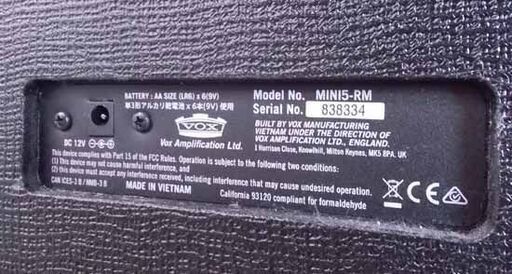 BATTERY : AA SIZE (LR6) x 6(9V)
単3形アルカリ乾電池 x 6本(9V) 使用
DC 12V
VOX
Vox Amplification Ltd.
Model No. MINI5-RM
Serial No. 838334
BUILT BY VOX MANUFACTURING
VIETNAM UNDER THE DIRECTION OF
VOX AMPLIFICATION LTD., ENGLAND
1 Harrison Close, Knowlhill, Milton Keynes, MK5 8PA. UK
This device complies with Part 15 of the FCC Rules. Operation is subject to the following two conditions:
(1) This device may not cause harmful interference, and
(2) this device must accept any interference received, including interference that may cause undesired operation.
CAN ICES-3 B / NMB-3 B
MADE IN VIETNAM
California 93120 compliant for formaldehyde
CE